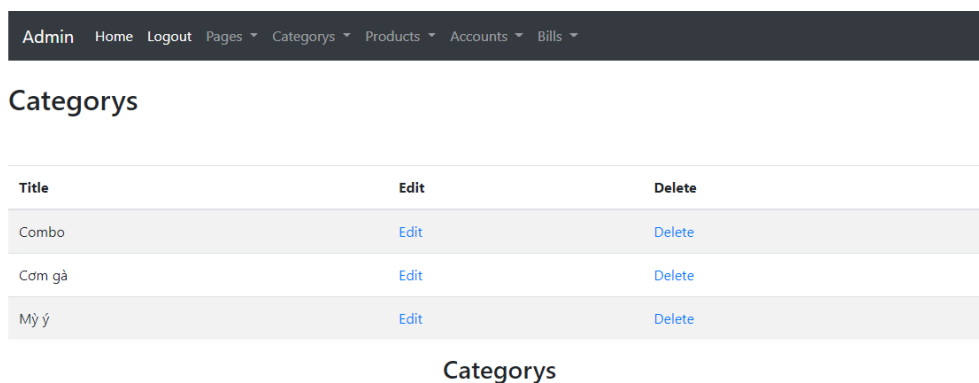 Admin Home Logout Pages Categorys Products Accounts Bills
Categorys
Title Edit Delete
Combo Edit Delete
Cơm gà Edit Delete
Mỳ ý Edit Delete
Categorys